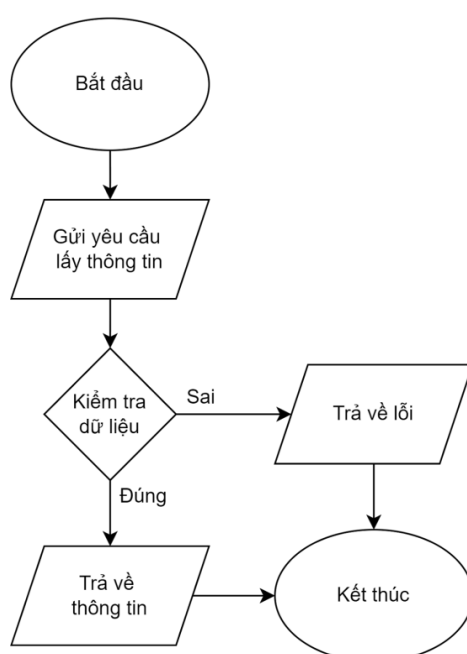 Bắt đầu
Gửi yêu cầu
lấy thông tin
Kiểm tra
dữ liệu
Sai
Trả về lỗi
Đúng
Trả về
thông tin
Kết thúc